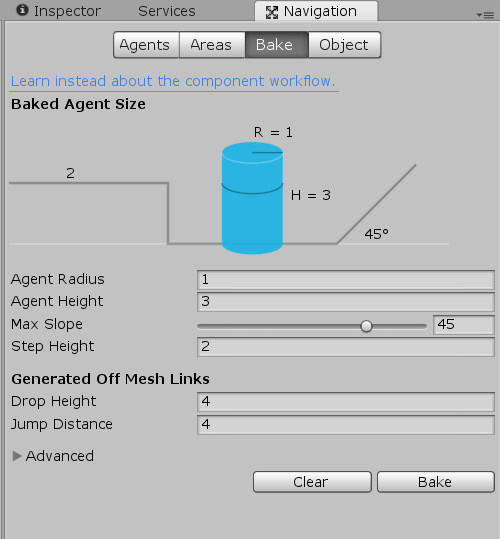 Inspector Services Navigation
Agents Areas Bake Object
Learn instead about the component workflow.
Baked Agent Size
R = 1
2
H = 3
45°
Agent Radius 1
Agent Height 3
Max Slope 45
Step Height 2
Generated Off Mesh Links
Drop Height 4
Jump Distance 4
Advanced
Clear Bake